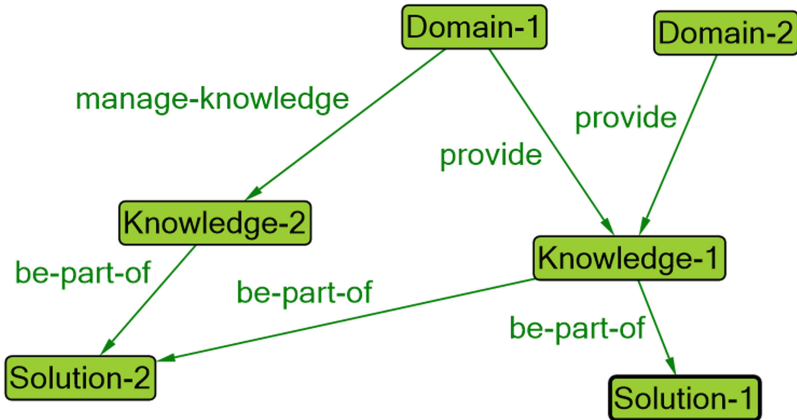 Domain-1
Domain-2
manage-knowledge
provide
provide
Knowledge-2
Knowledge-1
be-part-of
be-part-of
be-part-of
Solution-2
Solution-1